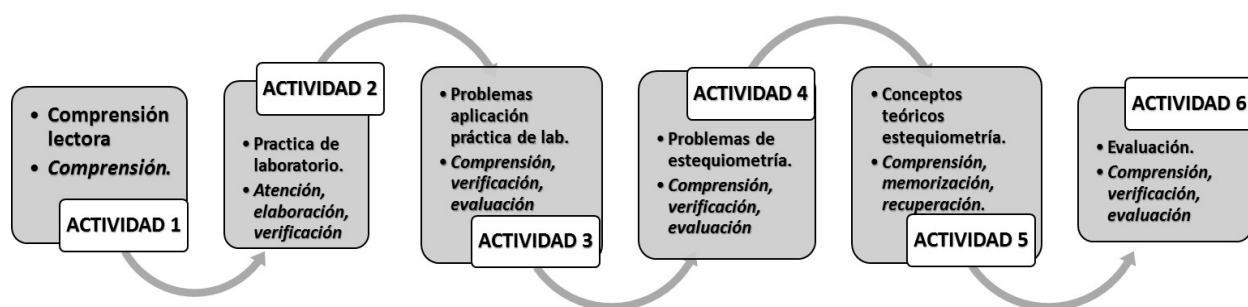 • Comprensión
lectora
• Comprensión.
ACTIVIDAD 1
ACTIVIDAD 2
• Practica de
laboratorio.
• Atención,
elaboración,
verificación
• Problemas
aplicación
práctica de lab.
• Comprensión,
verificación,
evaluación
ACTIVIDAD 3
ACTIVIDAD 4
• Problemas de
estequiometría.
• Comprensión,
verificación,
evaluación
• Conceptos
teóricos
estequiometría.
• Comprensión,
memorización,
recuperación.
ACTIVIDAD 5
ACTIVIDAD 6
• Evaluación.
• Comprensión,
verificación,
evaluación